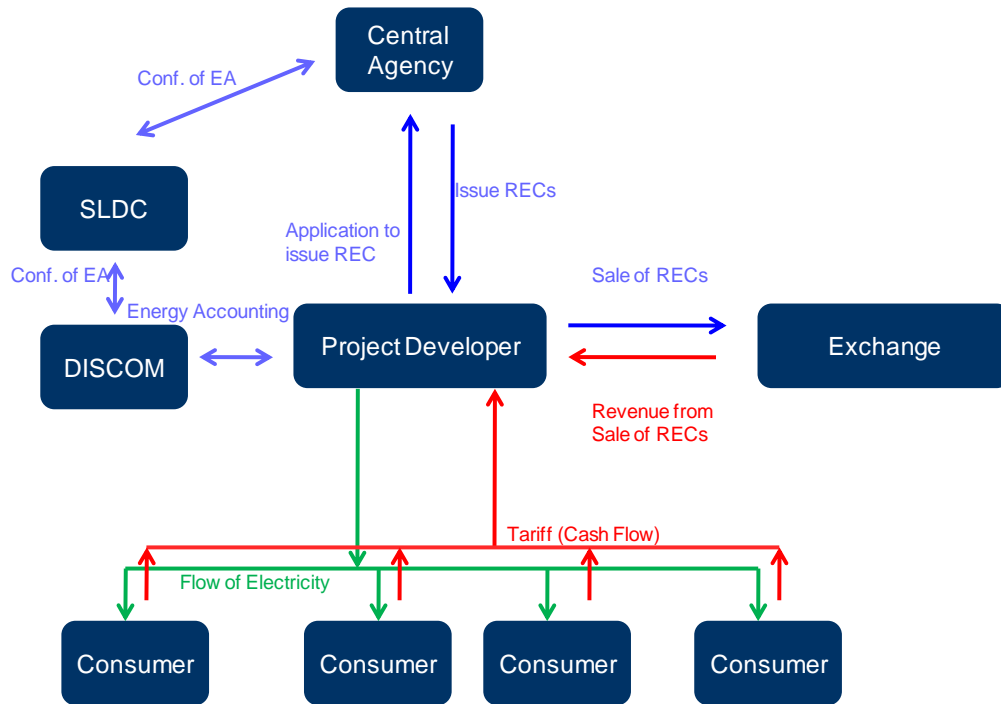 Central
Agency
Conf. of EA
SLDC
Issue RECs
Application to
issue REC
Conf. of EA
Sale of RECs
Energy Accounting
Project Developer
Exchange
DISCOM
Revenue from
Sale of RECs
Tariff (Cash Flow)
Flow of Electricity
Consumer
Consumer
Consumer
Consumer